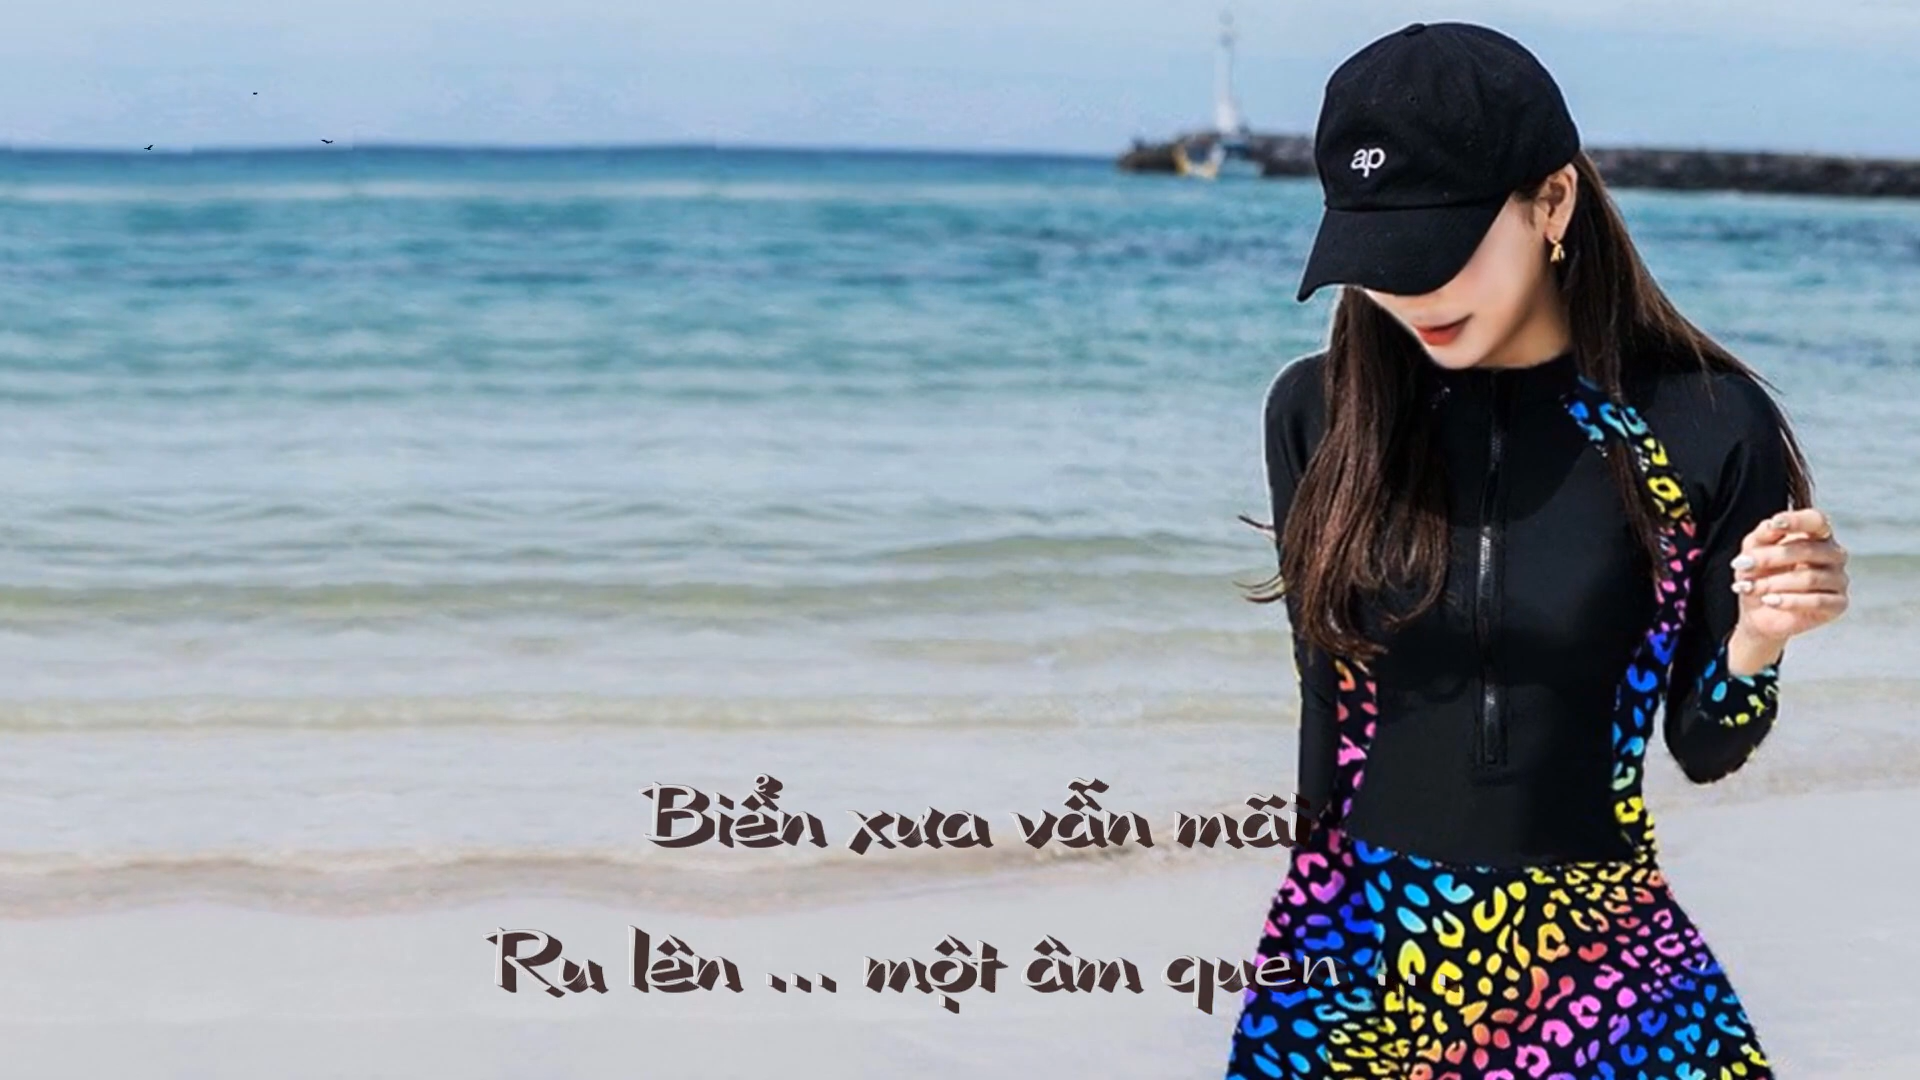 ap
Biển xưa vẫn mãi
Ru lên ... một âm quen ...